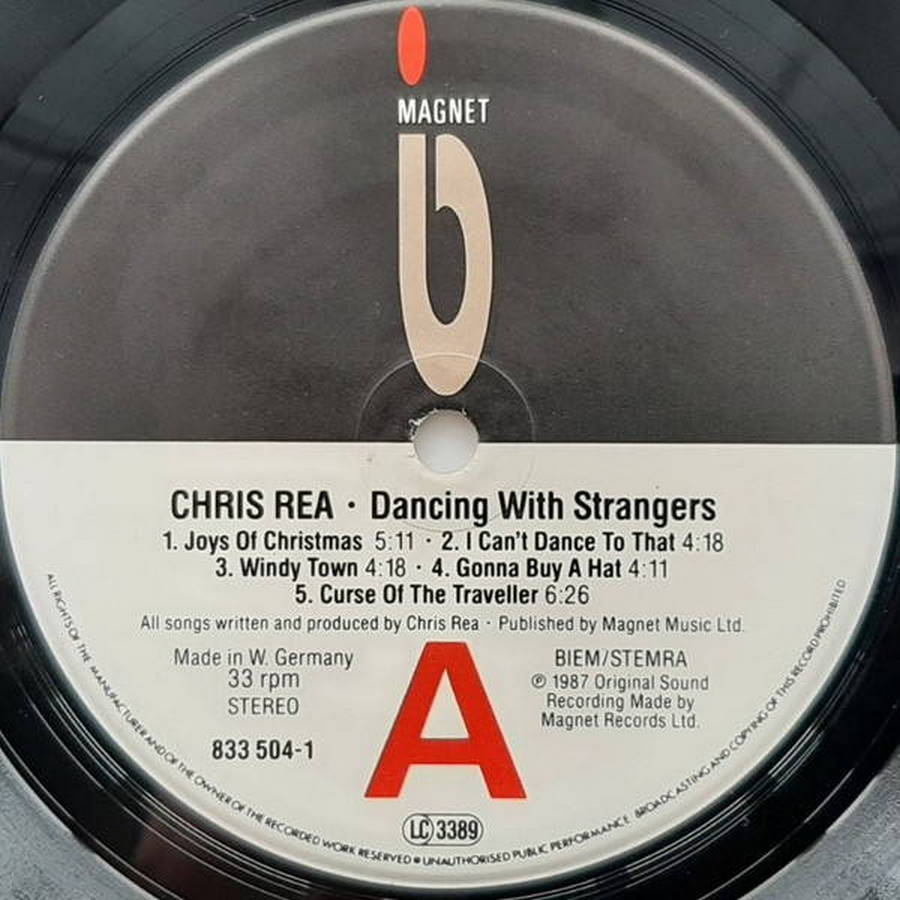 MAGNET
CHRIS REA · Dancing With Strangers
1. Joys Of Christmas 5:11 · 2. I Can't Dance To That 4:18
3. Windy Town 4:18 · 4. Gonna Buy A Hat 4:11
5. Curse Of The Traveller 6:26
All songs written and produced by Chris Rea · Published by Magnet Music Ltd.
Made in W. Germany
33 rpm
STEREO
833 504-1
A
BIEM/STEMRA
℗ 1987 Original Sound
Recording Made by
Magnet Records Ltd.
LC 3389
ALL RIGHTS OF THE MANUFACTURER AND OF THE OWNER OF THE RECORDED WORK RESERVED ● UNAUTHORISED PUBLIC PERFORMANCE BROADCASTING AND COPYING OF THIS RECORD PROHIBITED